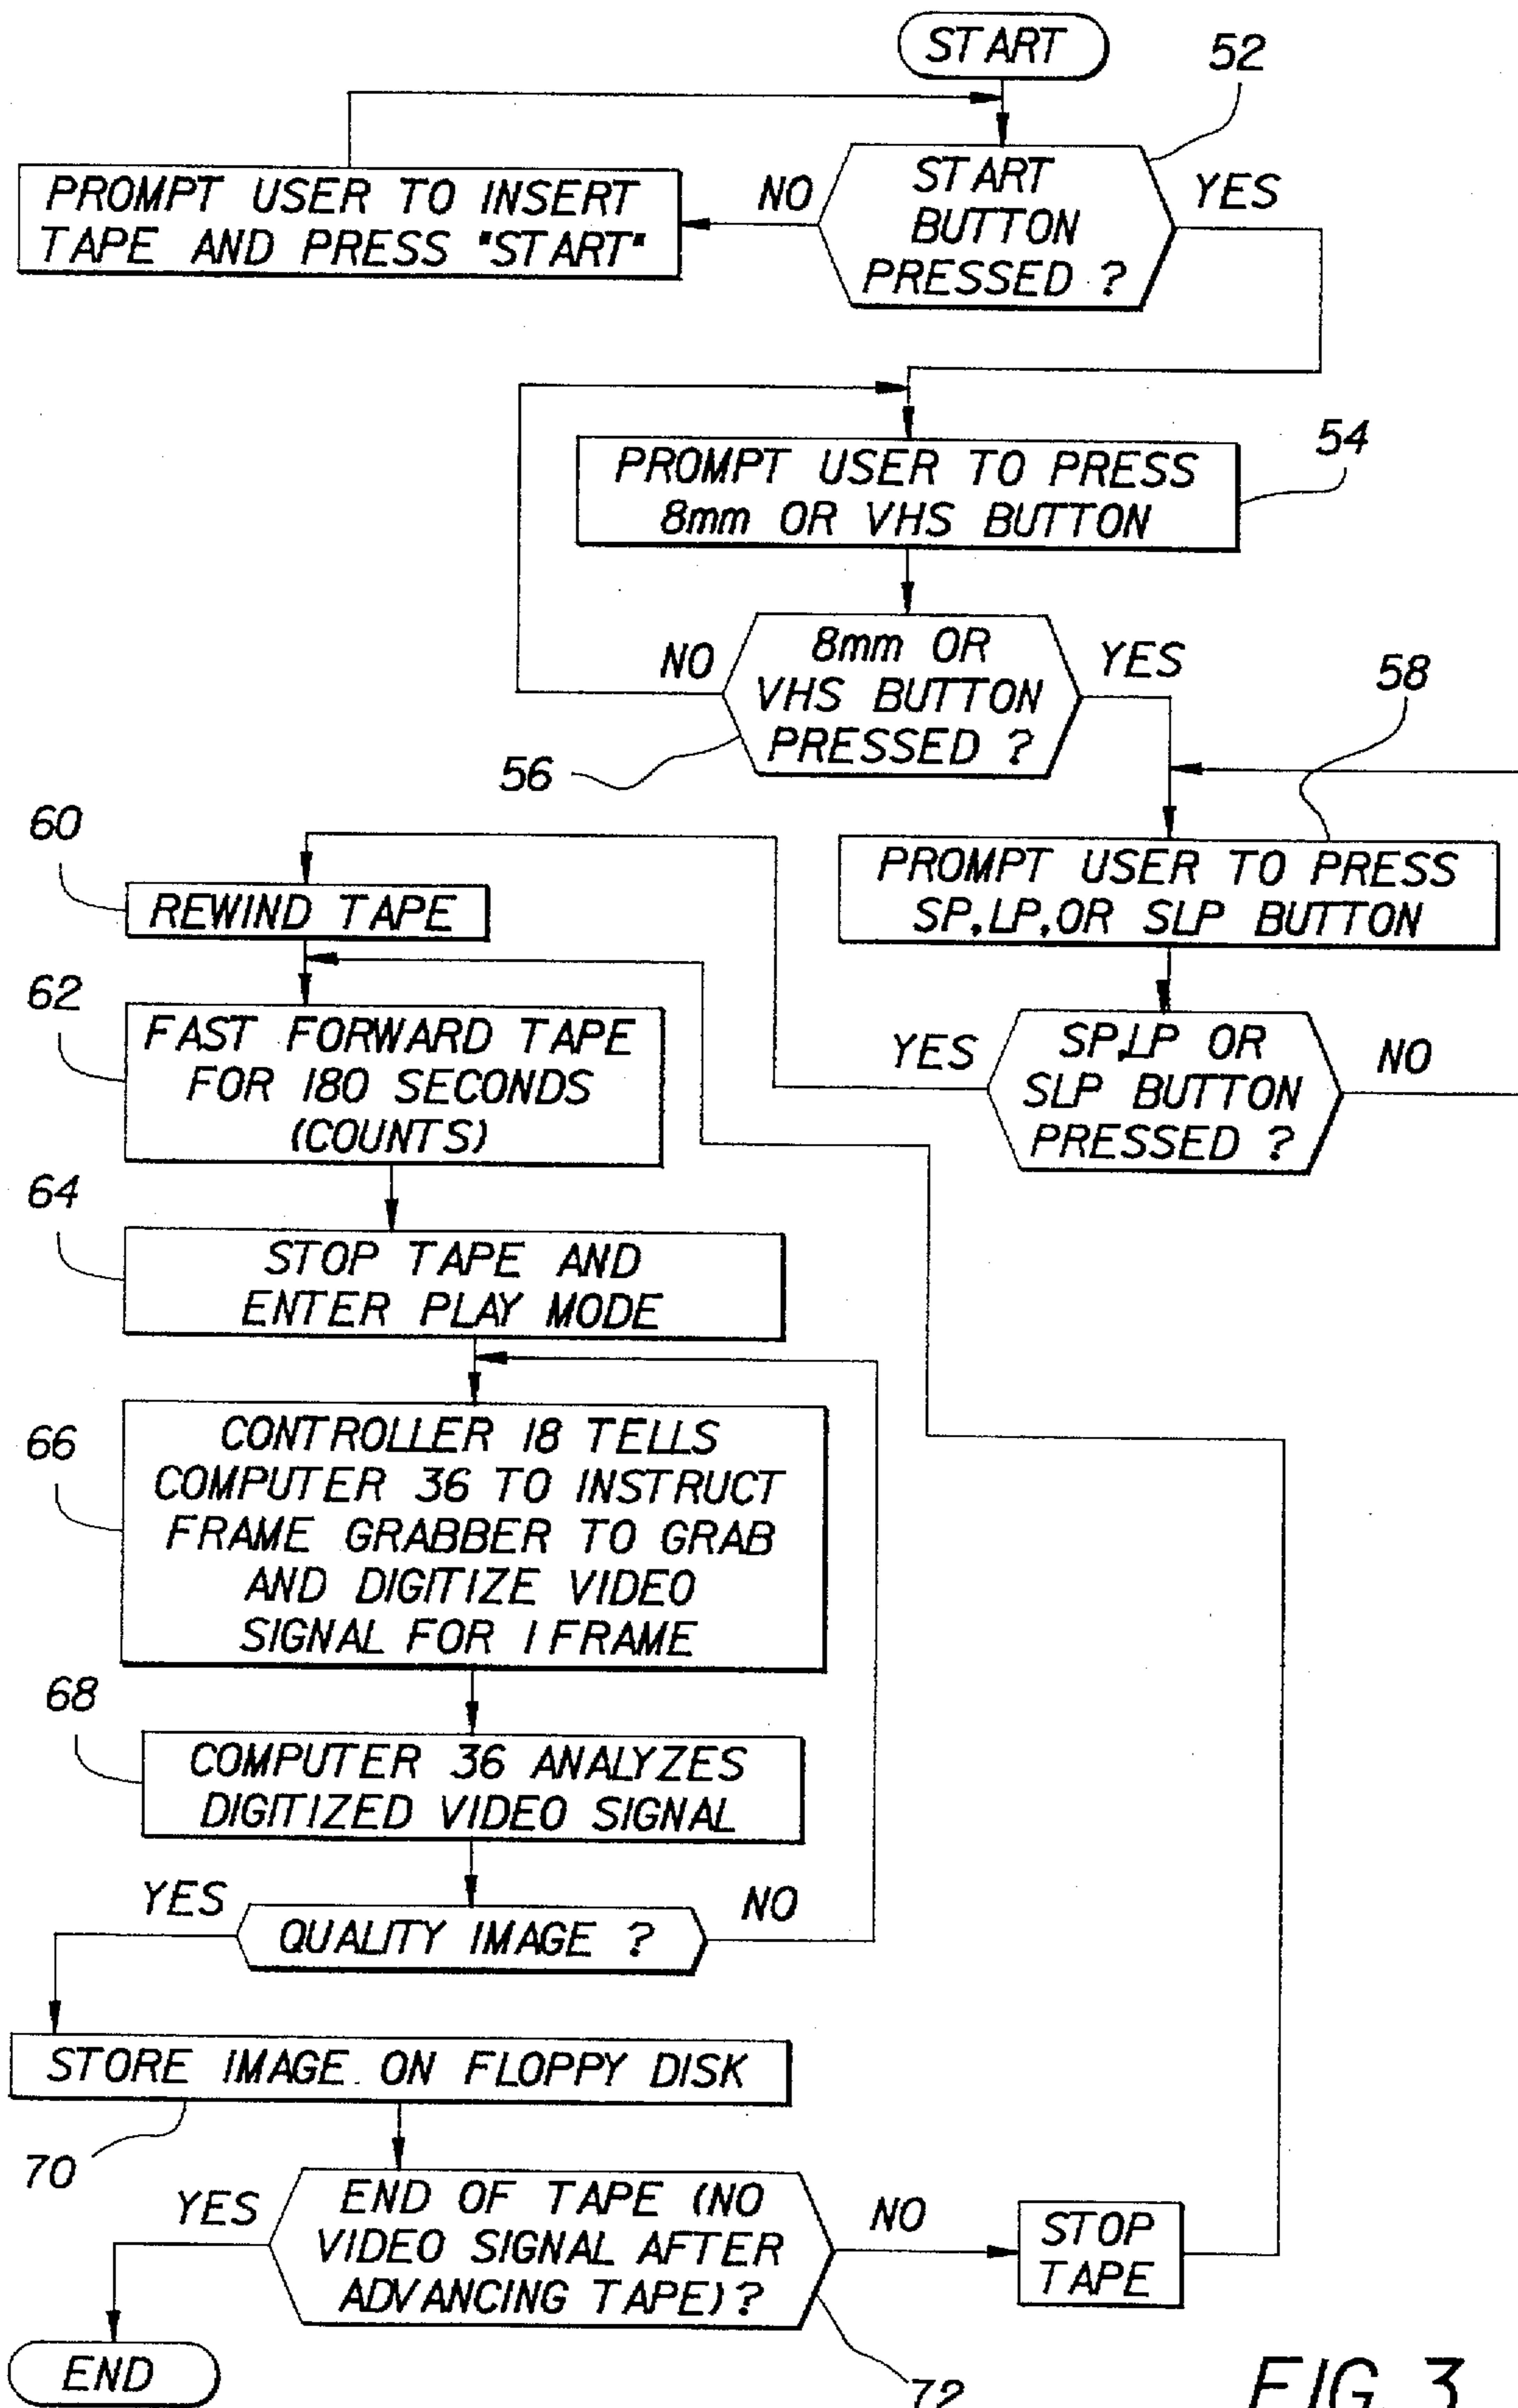 START
52
PROMPT USER TO INSERT
TAPE AND PRESS "START"
NO
START
BUTTON
PRESSED ?
YES
PROMPT USER TO PRESS
8mm OR VHS BUTTON
54
NO
8mm OR
VHS BUTTON
PRESSED ?
YES
56
58
PROMPT USER TO PRESS
SP,LP,OR SLP BUTTON
60
REWIND TAPE
YES
SP,LP OR
SLP BUTTON
PRESSED ?
NO
62
FAST FORWARD TAPE
FOR 180 SECONDS
(COUNTS)
64
STOP TAPE AND
ENTER PLAY MODE
66
CONTROLLER 18 TELLS
COMPUTER 36 TO INSTRUCT
FRAME GRABBER TO GRAB
AND DIGITIZE VIDEO
SIGNAL FOR 1 FRAME
68
COMPUTER 36 ANALYZES
DIGITIZED VIDEO SIGNAL
YES
QUALITY IMAGE ?
NO
STORE IMAGE ON FLOPPY DISK
70
YES
END OF TAPE (NO
VIDEO SIGNAL AFTER
ADVANCING TAPE)?
NO
STOP
TAPE
END
72
FIG. 3